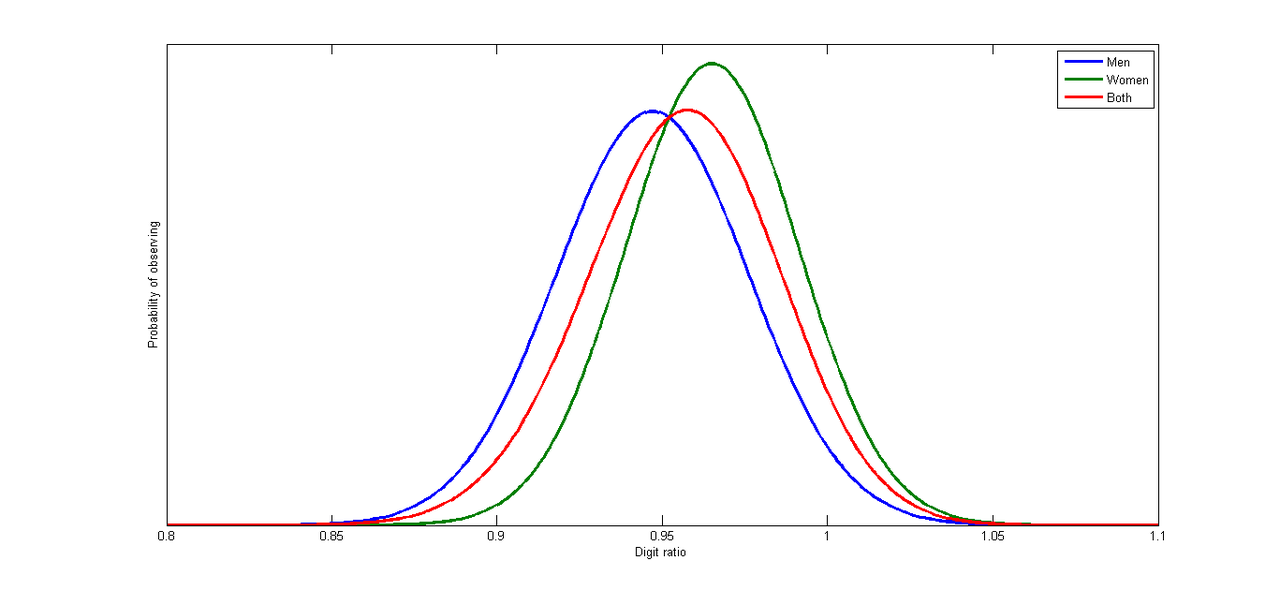 Men
Women
Both
Probability of observing
0.8
0.85
0.9
0.95
1
1.05
1.1
Digit ratio